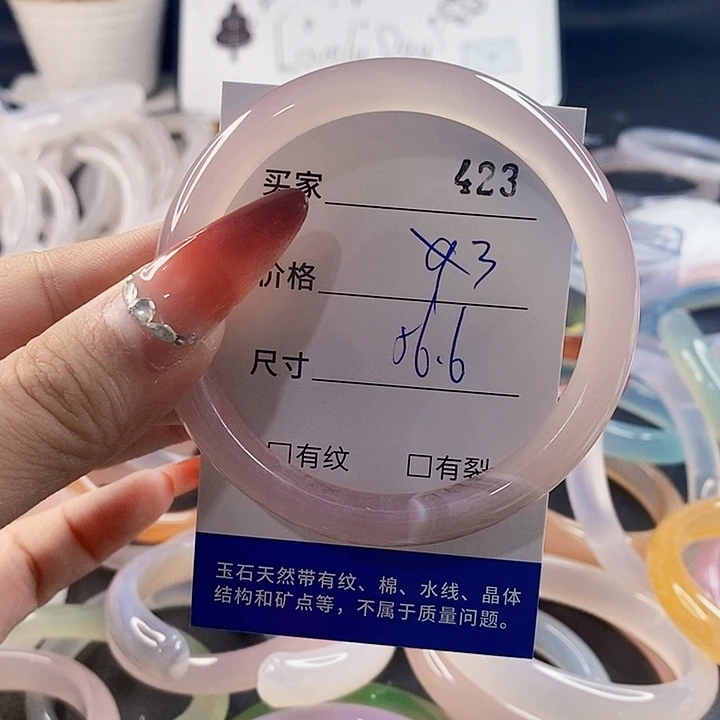 Lovely Day
买家 423
价格 93
尺寸 56.6
□有纹 □有裂
玉石天然带有纹、棉、水线、晶体
结构和矿点等，不属于质量问题。